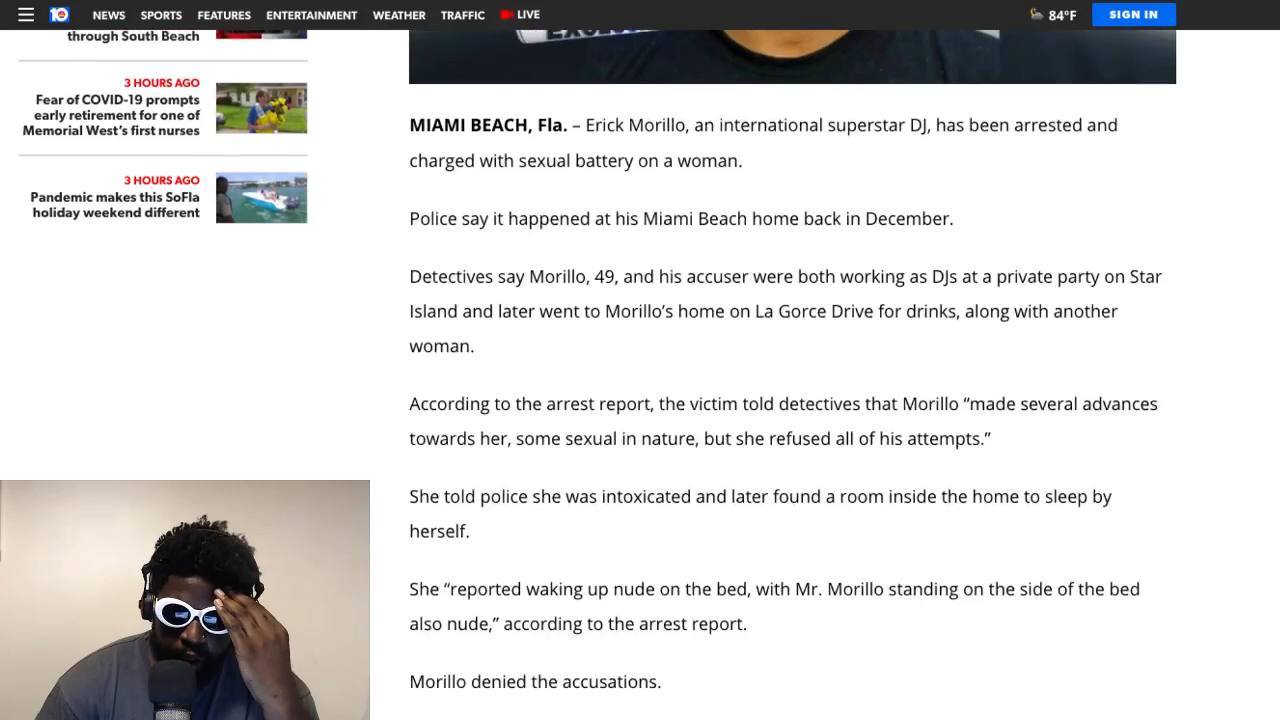 10 NEWS SPORTS FEATURES ENTERTAINMENT WEATHER TRAFFIC LIVE 84°F SIGN IN
through South Beach
3 HOURS AGO
Fear of COVID-19 prompts
early retirement for one of
Memorial West’s first nurses
3 HOURS AGO
Pandemic makes this SoFla
holiday weekend different
MIAMI BEACH, Fla. – Erick Morillo, an international superstar DJ, has been arrested and
charged with sexual battery on a woman.
Police say it happened at his Miami Beach home back in December.
Detectives say Morillo, 49, and his accuser were both working as DJs at a private party on Star
Island and later went to Morillo’s home on La Gorce Drive for drinks, along with another
woman.
According to the arrest report, the victim told detectives that Morillo “made several advances
towards her, some sexual in nature, but she refused all of his attempts.”
She told police she was intoxicated and later found a room inside the home to sleep by
herself.
She “reported waking up nude on the bed, with Mr. Morillo standing on the side of the bed
also nude,” according to the arrest report.
Morillo denied the accusations.